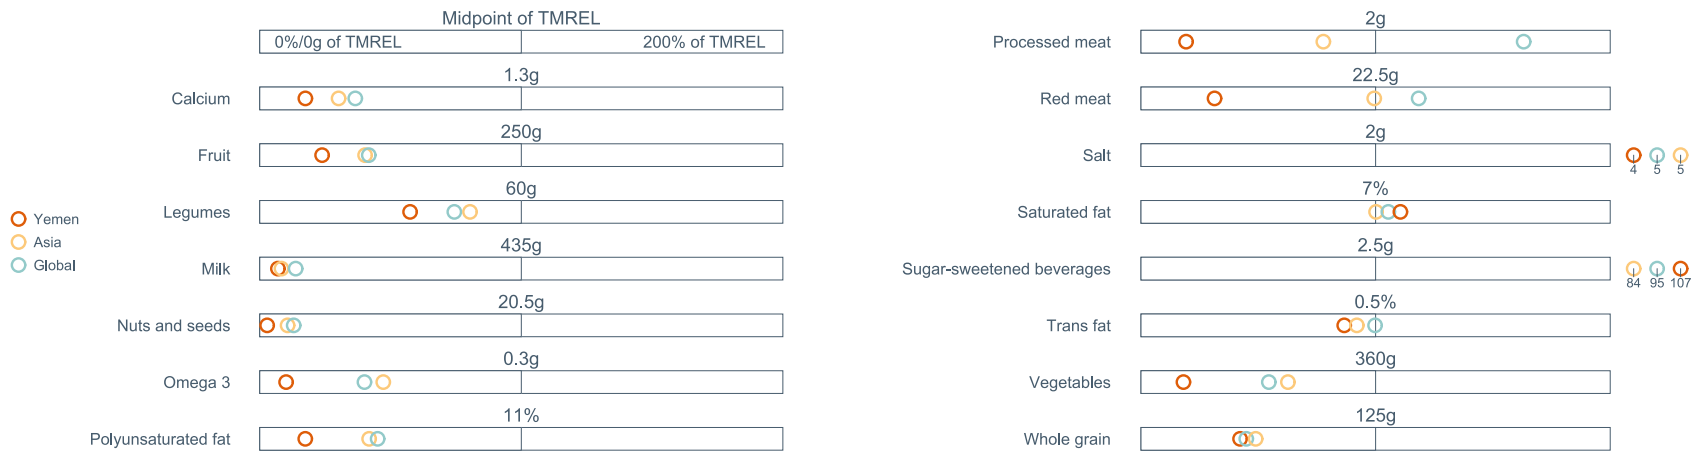 Midpoint of TMREL
0%/0g of TMREL 200% of TMREL
1.3g
Calcium
250g
Fruit
60g
Legumes
435g
Milk
20.5g
Nuts and seeds
0.3g
Omega 3
11%
Polyunsaturated fat
Yemen
Asia
Global
2g
Processed meat
22.5g
Red meat
2g
Salt
4 5 5
7%
Saturated fat
2.5g
Sugar-sweetened beverages
84 95 107
0.5%
Trans fat
360g
Vegetables
125g
Whole grain